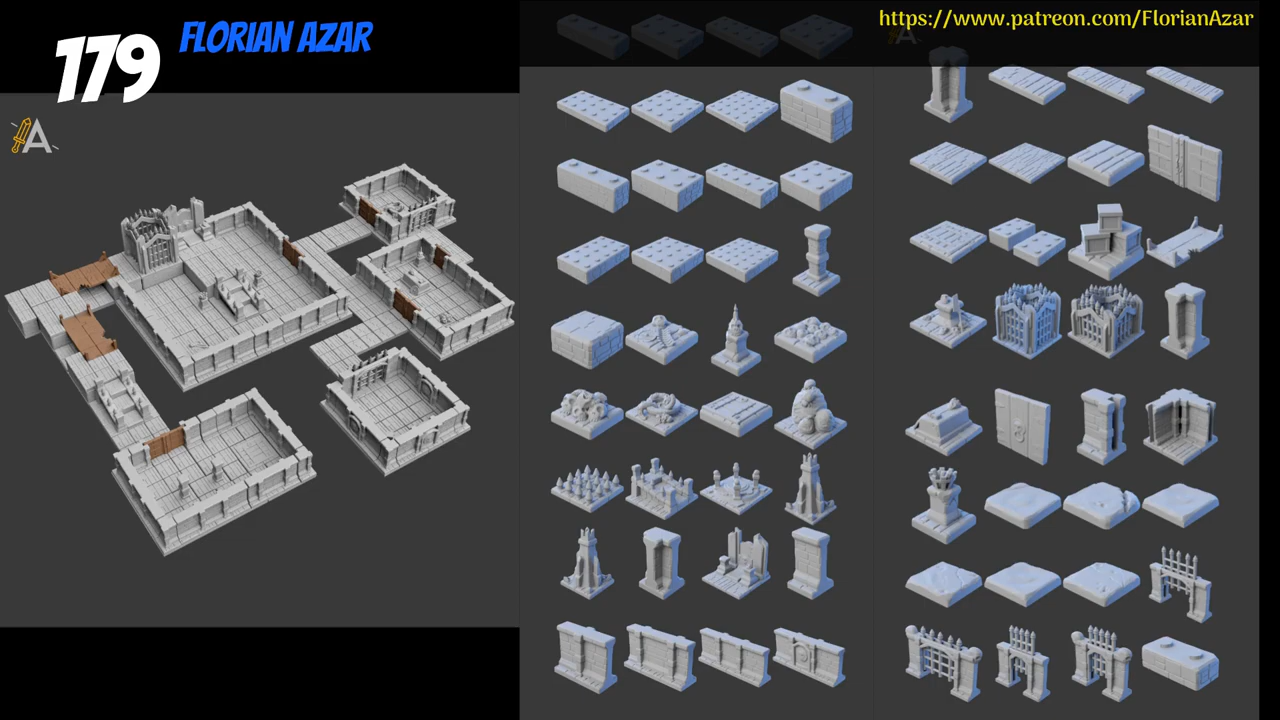 179
FLORIAN AZAR
https://www.patreon.com/FlorianAzar
A